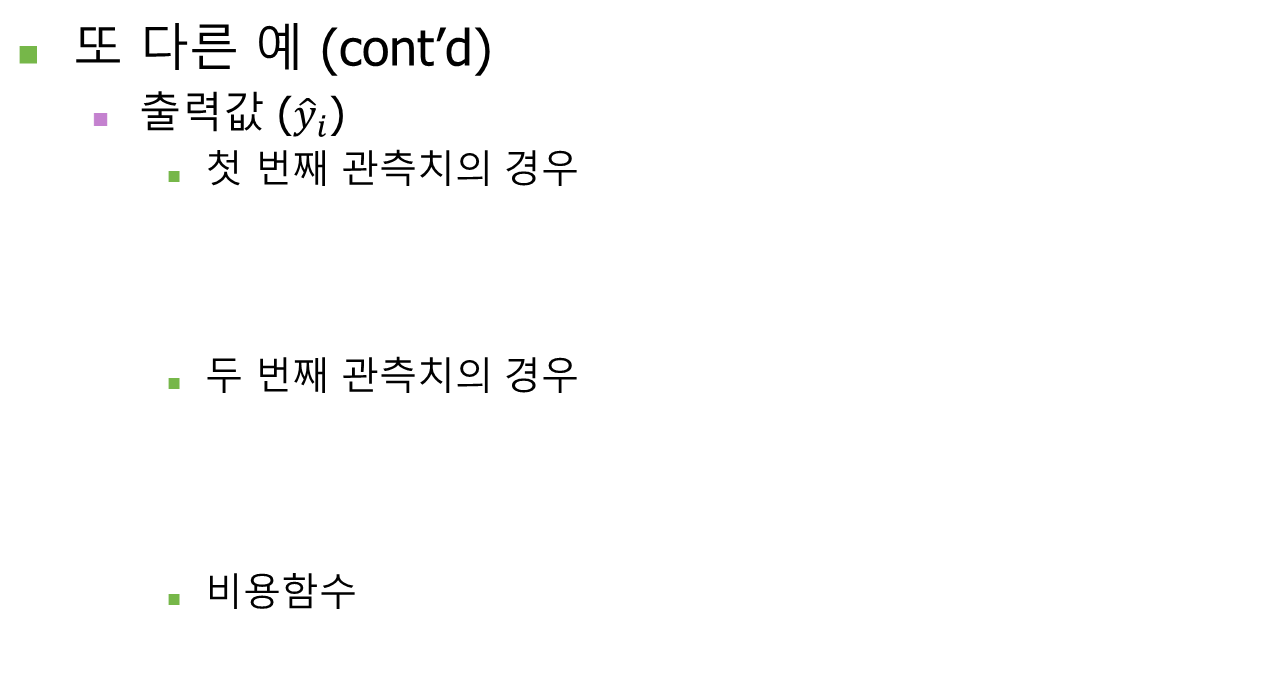 또 다른 예 (cont’d)
출력값 (ŷᵢ)
첫 번째 관측치의 경우
두 번째 관측치의 경우
비용함수